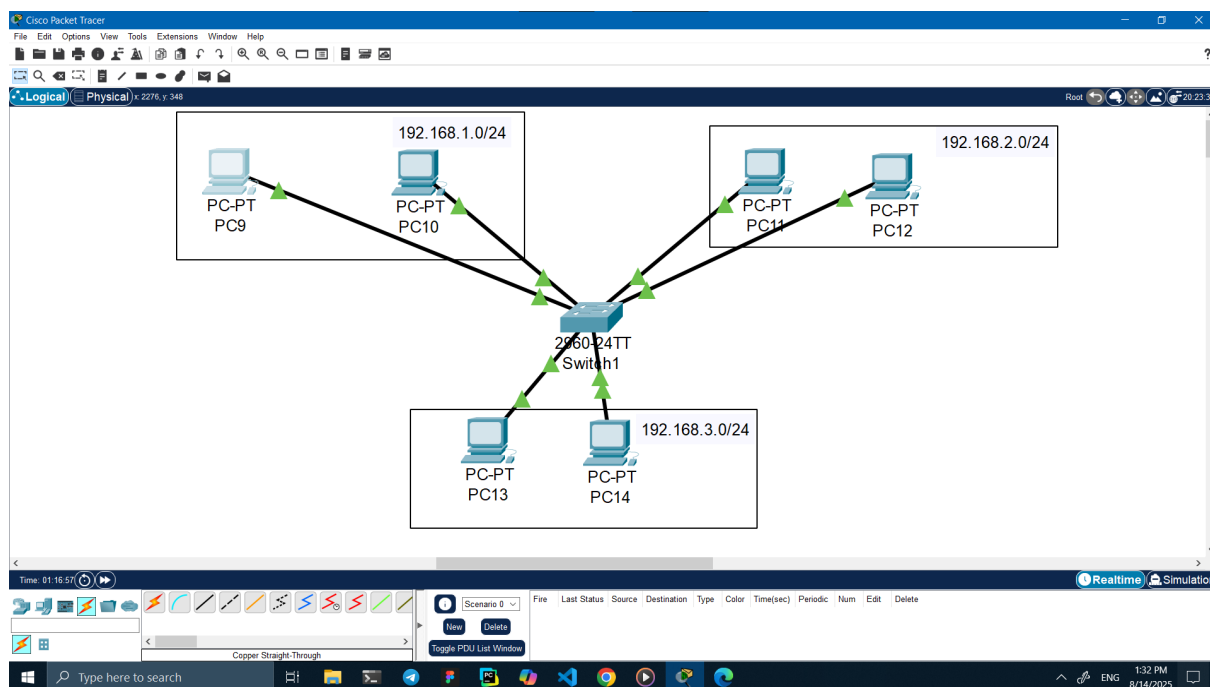 Cisco Packet Tracer
File Edit Options View Tools Extensions Window Help
Logical Physical x: 2276, y: 348 Root 20:23:3
192.168.1.0/24
192.168.2.0/24
PC-PT
PC9
PC-PT
PC10
PC-PT
PC11
PC-PT
PC12
2960-24TT
Switch1
192.168.3.0/24
PC-PT
PC13
PC-PT
PC14
Time: 01:16:57 Realtime Simulatio
Scenario 0 Fire Last Status Source Destination Type Color Time(sec) Periodic Num Edit Delete
New Delete
Toggle PDU List Window
Copper Straight-Through
Type here to search ENG 1:32 PM
8/14/2025